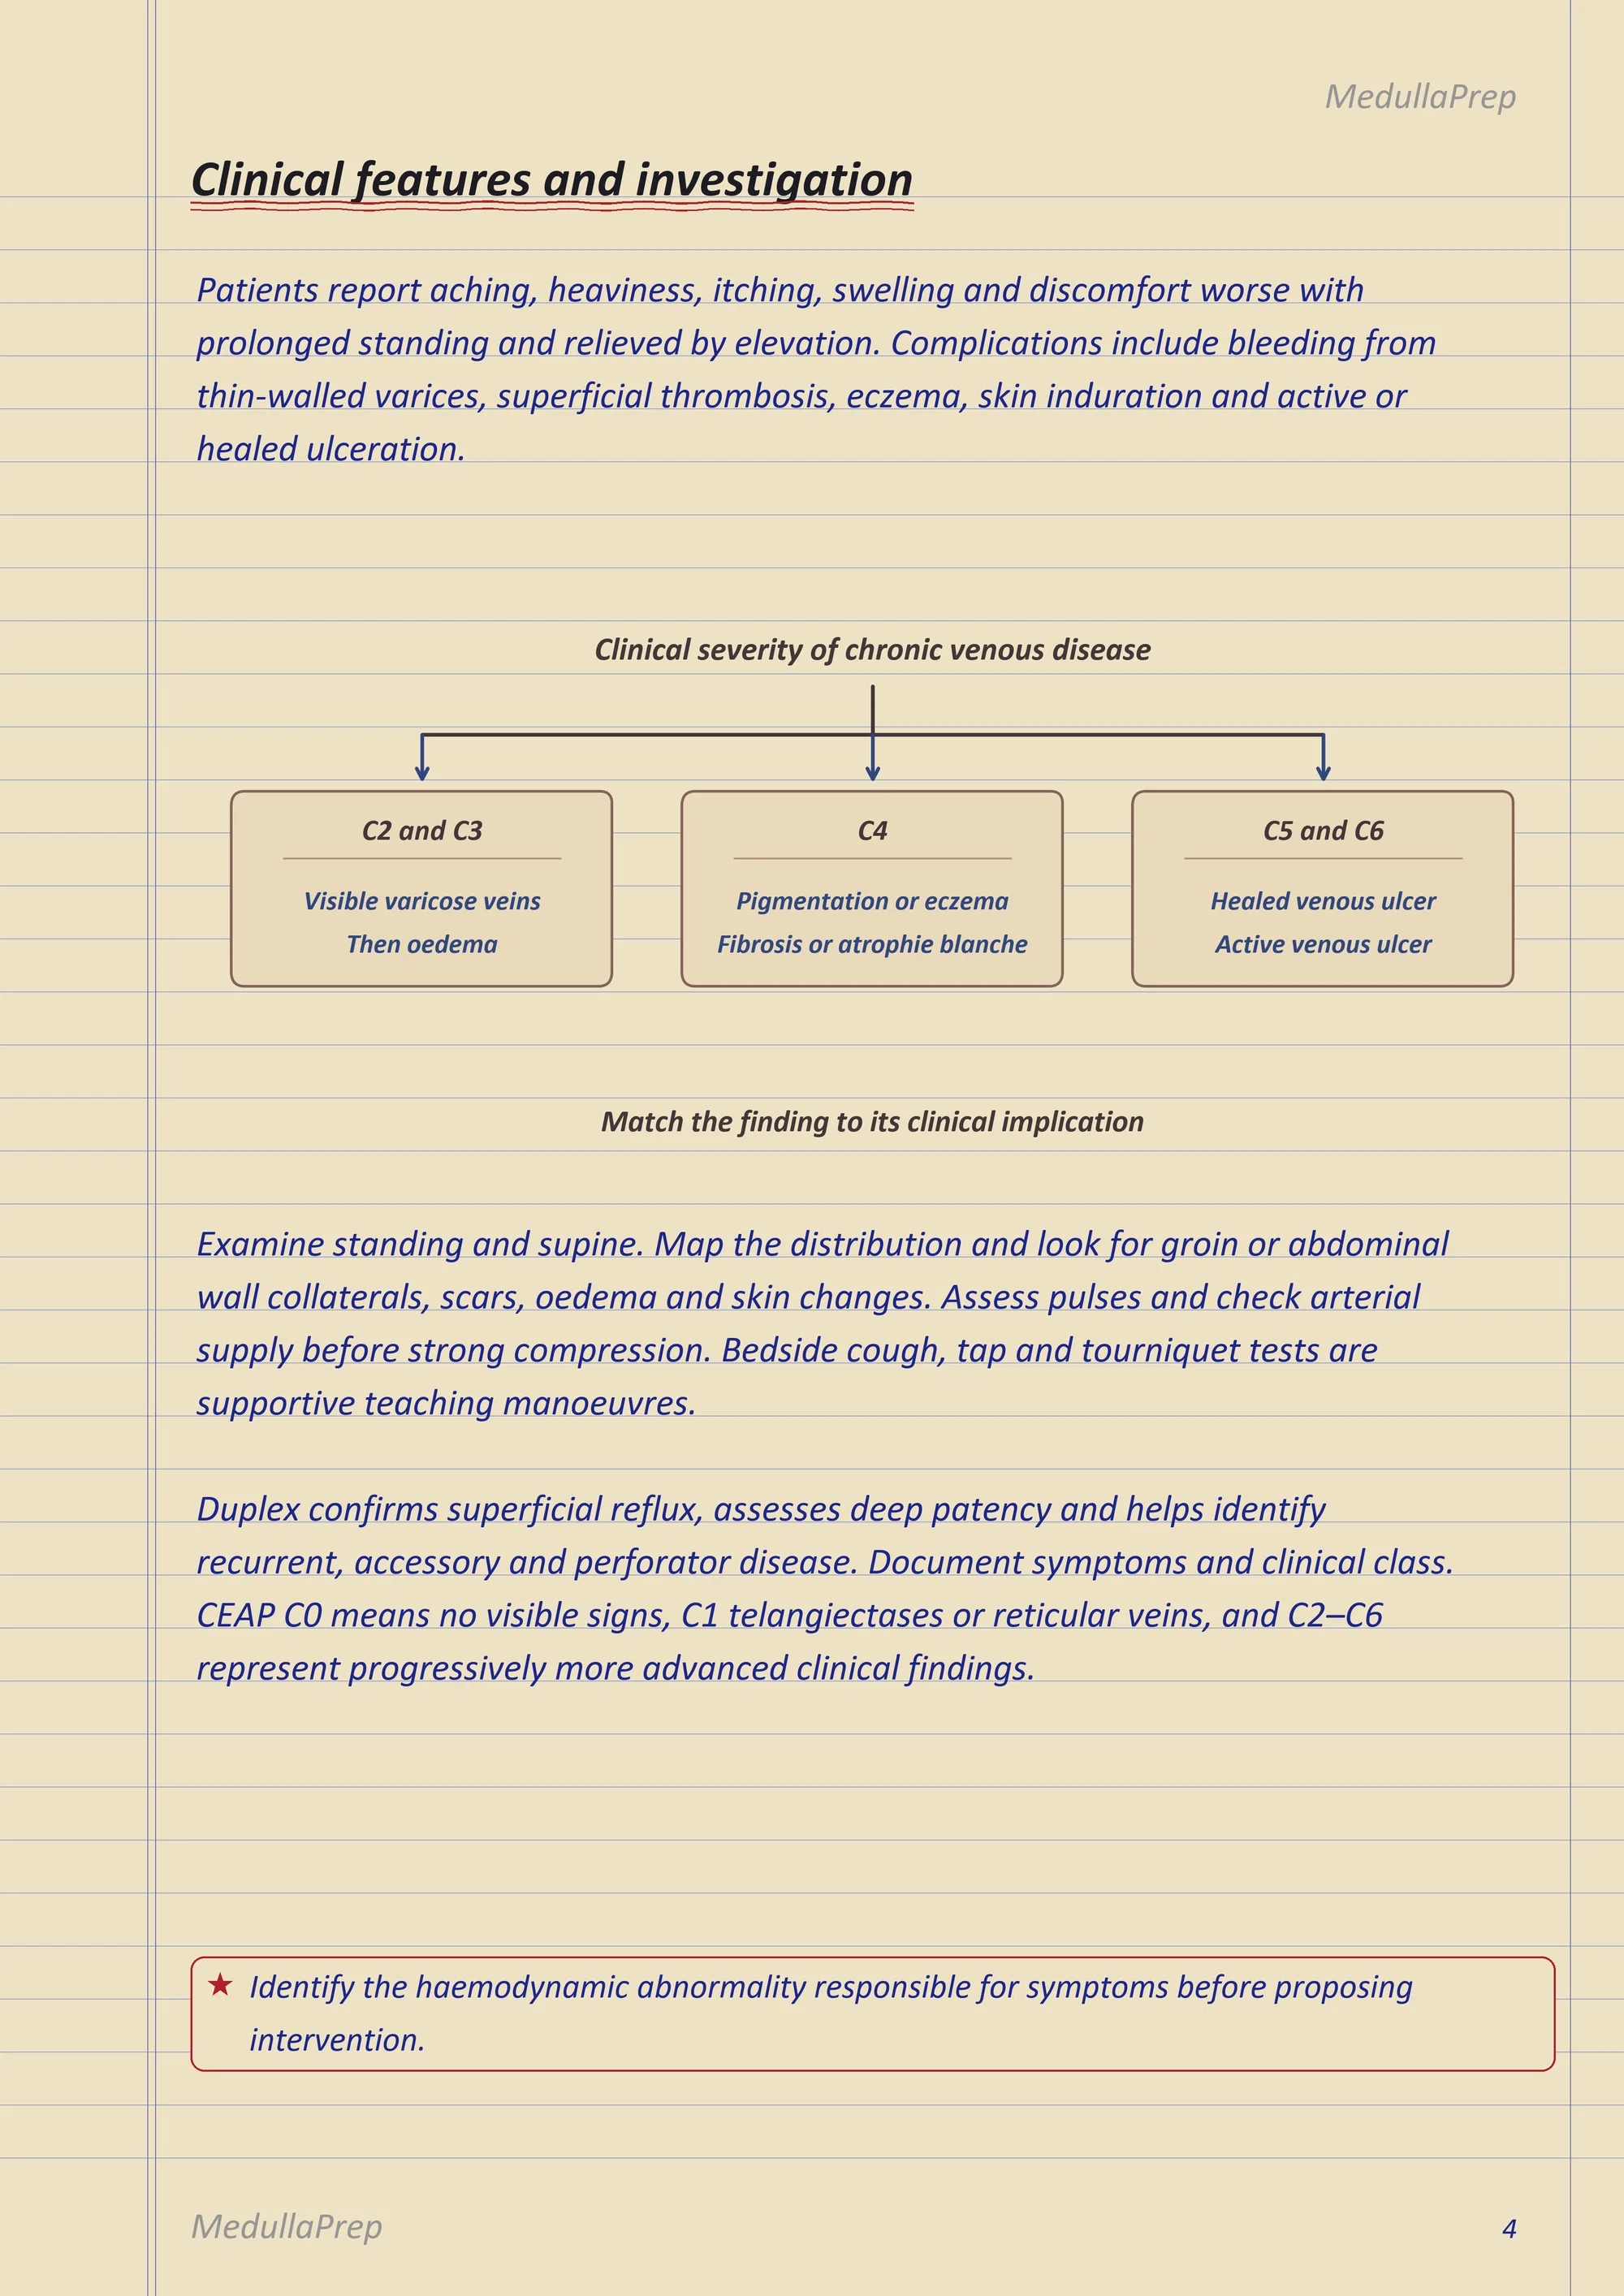 MedullaPrep
Clinical features and investigation
Patients report aching, heaviness, itching, swelling and discomfort worse with
prolonged standing and relieved by elevation. Complications include bleeding from
thin-walled varices, superficial thrombosis, eczema, skin induration and active or
healed ulceration.
Clinical severity of chronic venous disease
C2 and C3
Visible varicose veins
Then oedema
C4
Pigmentation or eczema
Fibrosis or atrophie blanche
C5 and C6
Healed venous ulcer
Active venous ulcer
Match the finding to its clinical implication
Examine standing and supine. Map the distribution and look for groin or abdominal
wall collaterals, scars, oedema and skin changes. Assess pulses and check arterial
supply before strong compression. Bedside cough, tap and tourniquet tests are
supportive teaching manoeuvres.
Duplex confirms superficial reflux, assesses deep patency and helps identify
recurrent, accessory and perforator disease. Document symptoms and clinical class.
CEAP C0 means no visible signs, C1 telangiectases or reticular veins, and C2–C6
represent progressively more advanced clinical findings.
★ Identify the haemodynamic abnormality responsible for symptoms before proposing
intervention.
MedullaPrep
4